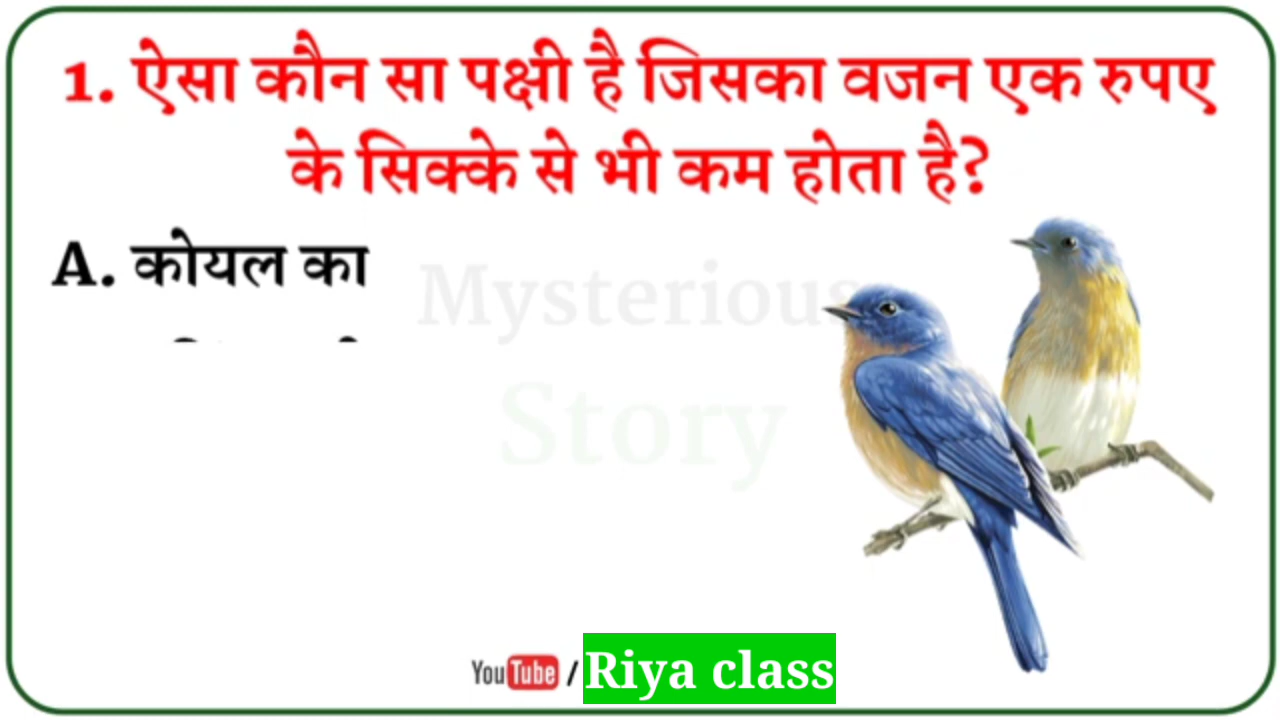 1. ऐसा कौन सा पक्षी है जिसका वजन एक रुपए
के सिक्के से भी कम होता है?
A. कोयल का
Mysterious
Story
YouTube / Riya class